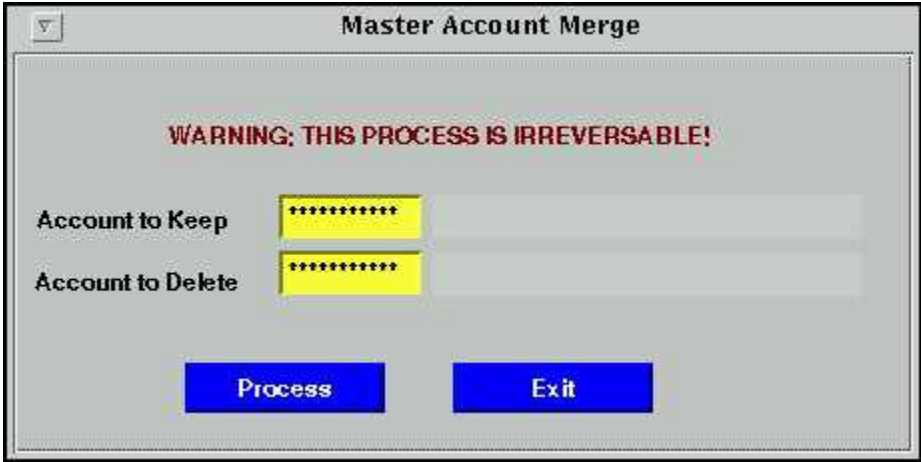 Master Account Merge
WARNING: THIS PROCESS IS IRREVERSABLE!
Account to Keep ***********
Account to Delete ***********
Process Exit